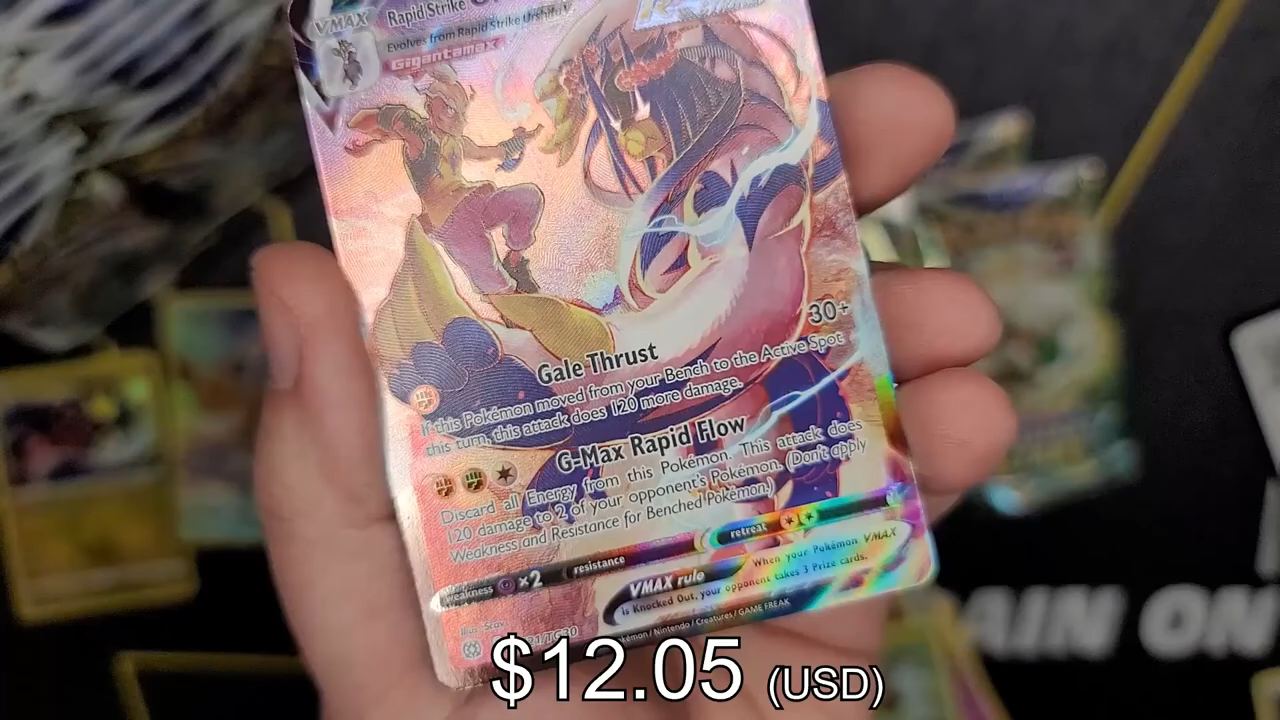 VMAX
Rapid Strike
Evolves from Rapid Strike Urshifu V
Gigantamax
Gale Thrust 30+
If this Pokémon moved from your Bench to the Active Spot
this turn, this attack does 120 more damage.
G-Max Rapid Flow
Discard all Energy from this Pokémon. This attack does
120 damage to 2 of your opponent's Pokémon. (Don't apply
Weakness and Resistance for Benched Pokémon.)
weakness ×2 resistance retreat
VMAX rule When your Pokémon VMAX
is Knocked Out, your opponent takes 3 Prize cards.
Pokémon / Nintendo / Creatures / GAME FREAK
/TG30
AIN ON
$12.05 (USD)